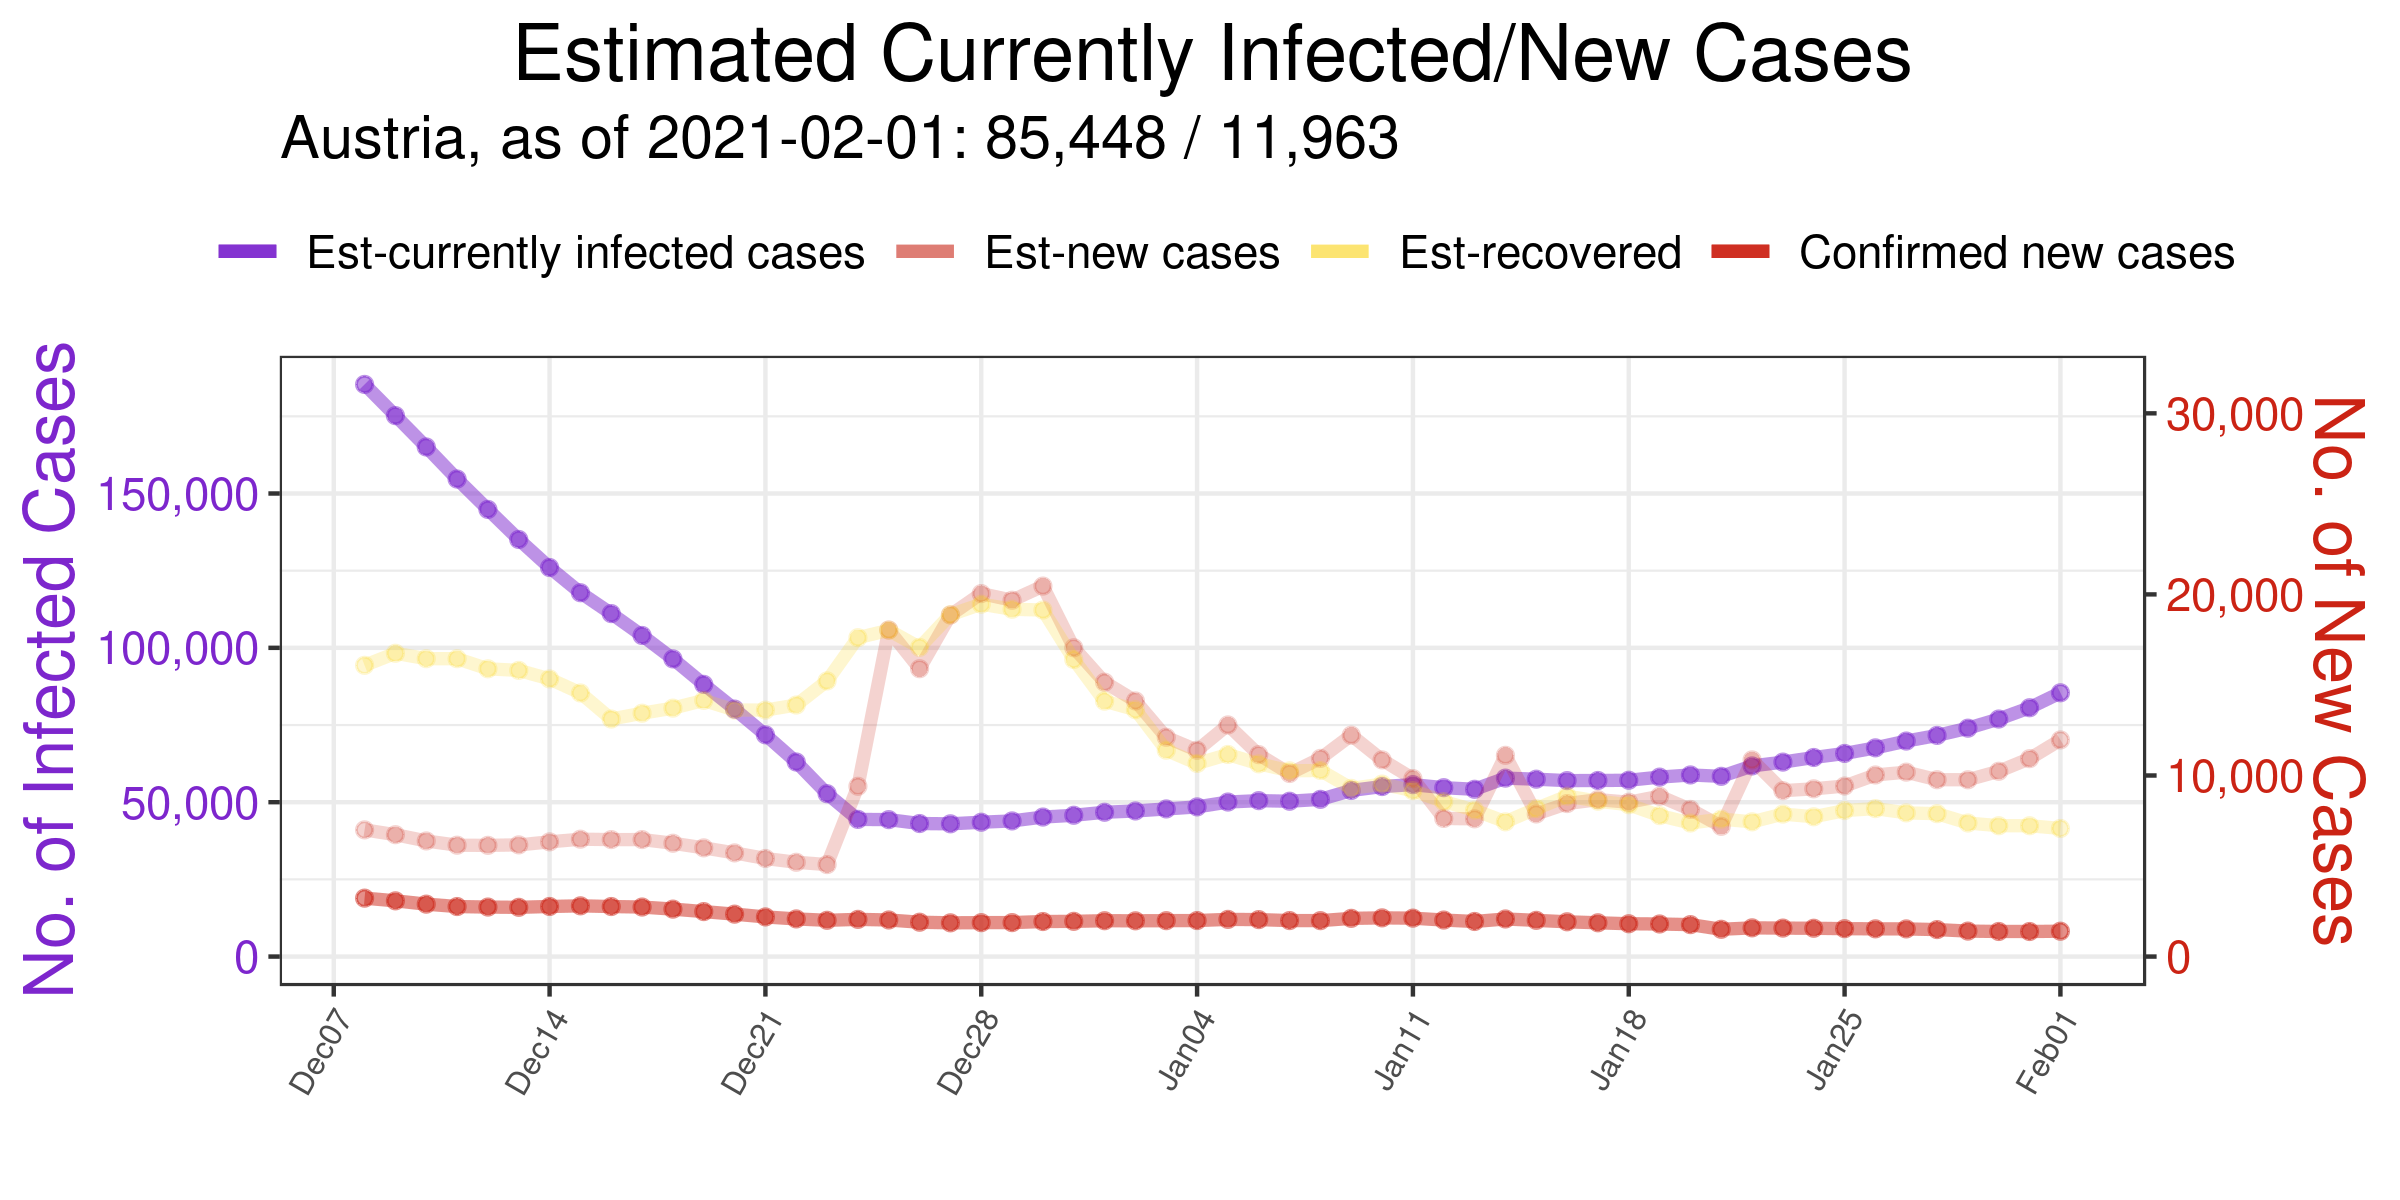 Estimated Currently Infected/New Cases
Austria, as of 2021-02-01: 85,448 / 11,963
Est-currently infected cases
Est-new cases
Est-recovered
Confirmed new cases
No. of Infected Cases
150,000
100,000
50,000
0
30,000
20,000
10,000
0
No. of New Cases
Dec07
Dec14
Dec21
Dec28
Jan04
Jan11
Jan18
Jan25
Feb01